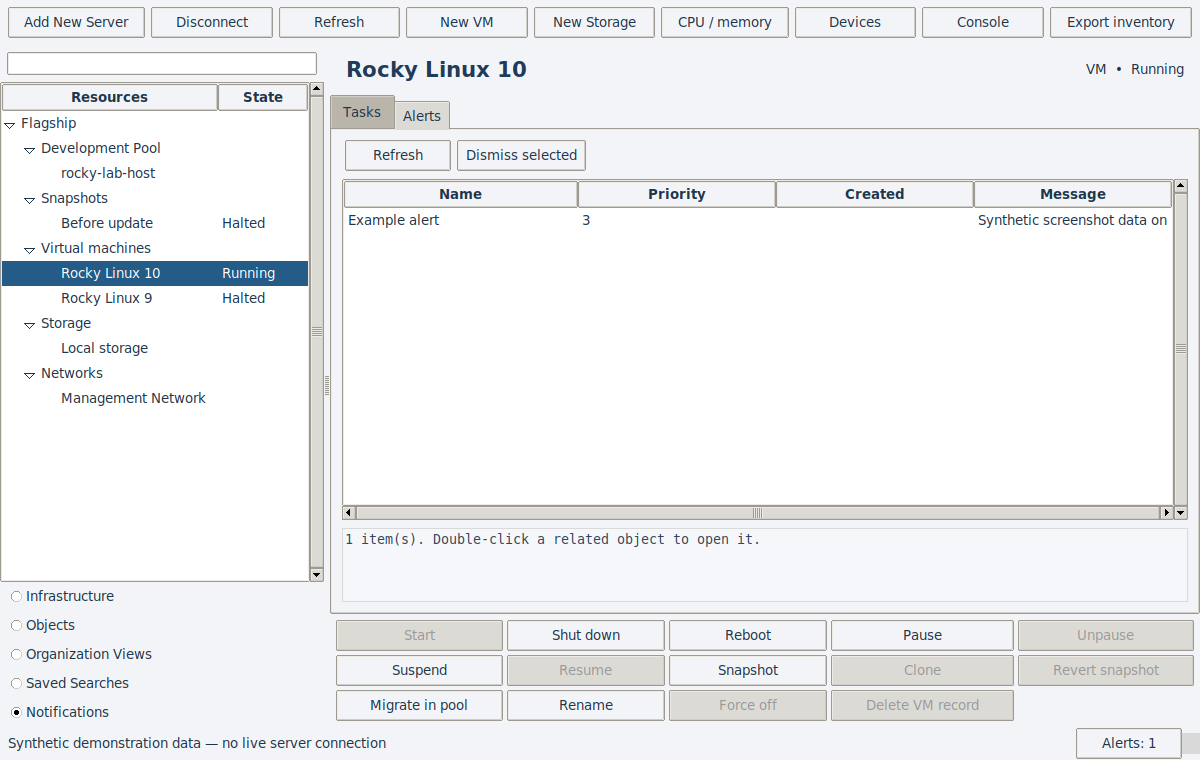 Add New Server Disconnect Refresh New VM New Storage CPU / memory Devices Console Export inventory
Rocky Linux 10
VM • Running
Resources State
Flagship
Development Pool
rocky-lab-host
Snapshots
Before update Halted
Virtual machines
Rocky Linux 10 Running
Rocky Linux 9 Halted
Storage
Local storage
Networks
Management Network
Infrastructure
Objects
Organization Views
Saved Searches
Notifications
Tasks Alerts
Refresh Dismiss selected
Name Priority Created Message
Example alert 3 Synthetic screenshot data on
1 item(s). Double-click a related object to open it.
Start Shut down Reboot Pause Unpause
Suspend Resume Snapshot Clone Revert snapshot
Migrate in pool Rename Force off Delete VM record
Synthetic demonstration data — no live server connection
Alerts: 1